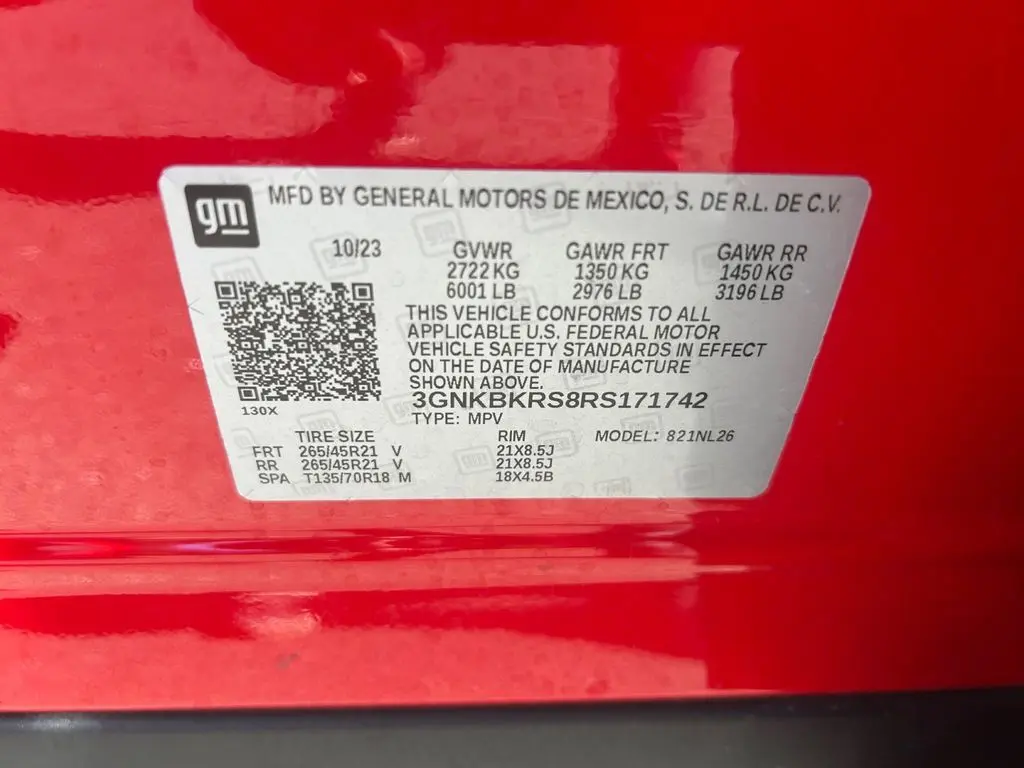 gm MFD BY GENERAL MOTORS DE MEXICO, S. DE R.L. DE C.V.
10/23 GVWR GAWR FRT GAWR RR
2722 KG 1350 KG 1450 KG
6001 LB 2976 LB 3196 LB
THIS VEHICLE CONFORMS TO ALL
APPLICABLE U.S. FEDERAL MOTOR
VEHICLE SAFETY STANDARDS IN EFFECT
ON THE DATE OF MANUFACTURE
SHOWN ABOVE.
3GNKBKRS8RS171742
130X
TYPE: MPV
TIRE SIZE RIM MODEL: 821NL26
FRT 265/45R21 V 21X8.5J
RR 265/45R21 V 21X8.5J
SPA T135/70R18 M 18X4.5B